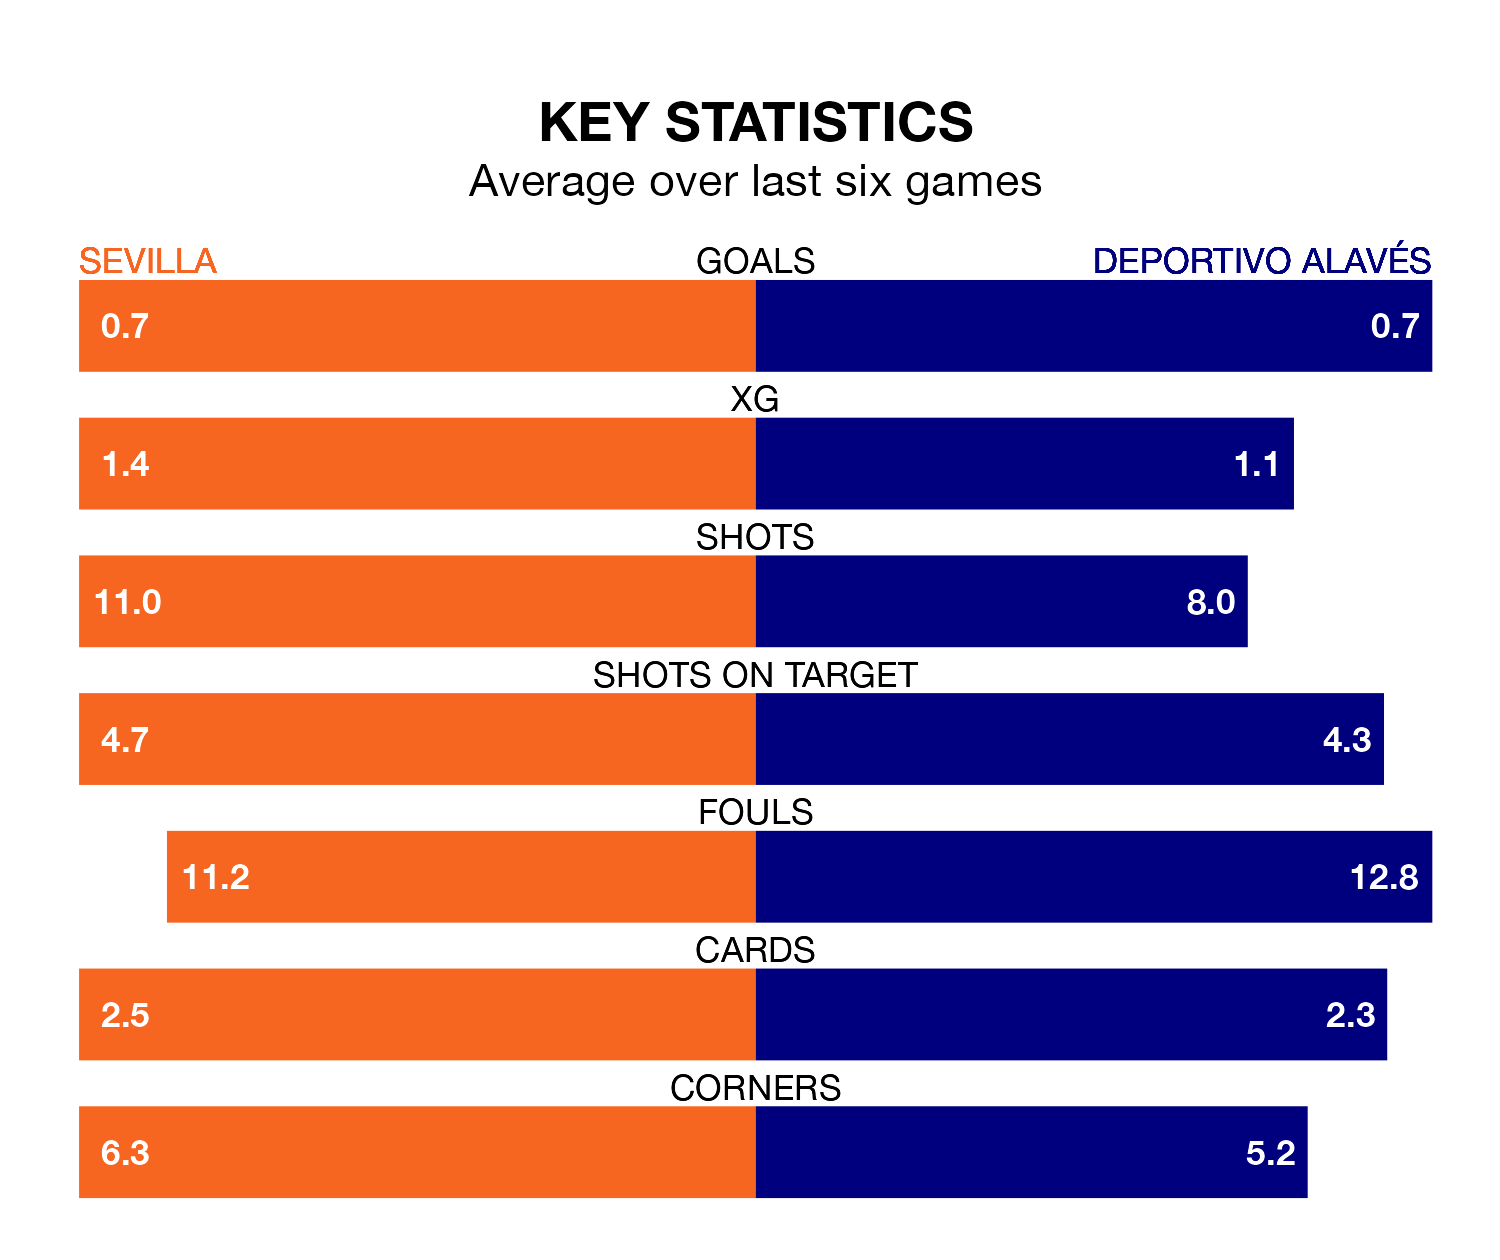 KEY STATISTICS
Average over last six games
SEVILLA GOALS DEPORTIVO ALAVÉS
0.7 0.7
XG
1.4 1.1
SHOTS
11.0 8.0
SHOTS ON TARGET
4.7 4.3
FOULS
11.2 12.8
CARDS
2.5 2.3
CORNERS
6.3 5.2